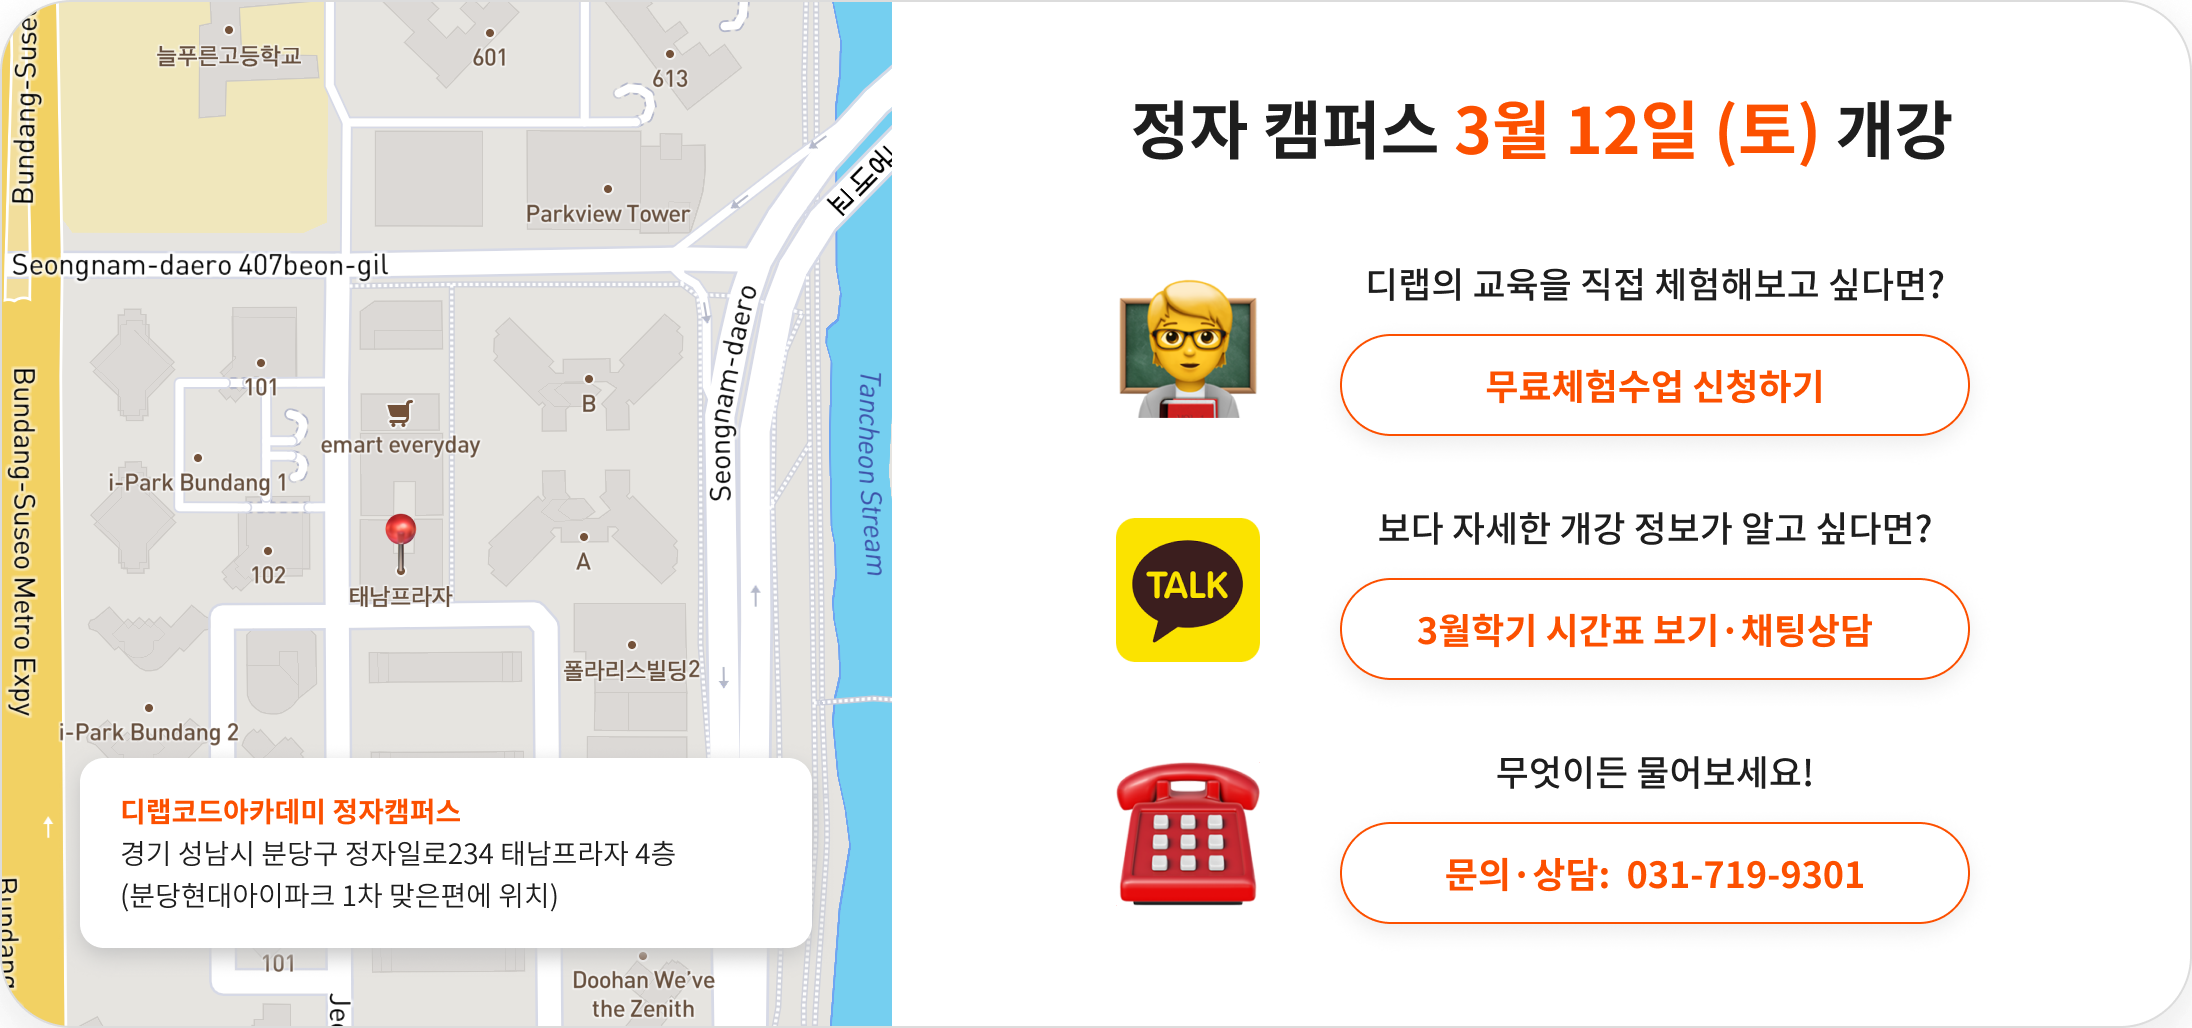 늘푸른고등학교
601
613
Parkview Tower
Seongnam-daero 407beon-gil
101
B
emart everyday
i-Park Bundang 1
Seongnam-daero
Tancheon Stream
Bundang-Suseo Metro Expy
A
102
태남프라자
폴라리스빌딩2
i-Park Bundang 2
디랩코드아카데미 정자캠퍼스
경기 성남시 분당구 정자일로234 태남프라자 4층
(분당현대아이파크 1차 맞은편에 위치)
101
Doohan We've
the Zenith
정자 캠퍼스 3월 12일 (토) 개강
디랩의 교육을 직접 체험해보고 싶다면?
무료체험수업 신청하기
보다 자세한 개강 정보가 알고 싶다면?
TALK
3월학기 시간표 보기·채팅상담
무엇이든 물어보세요!
문의·상담: 031-719-9301